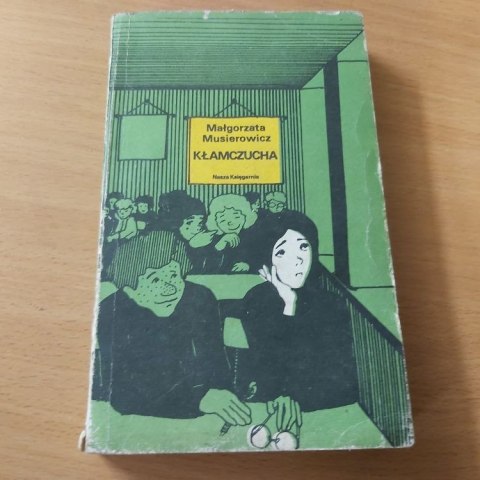 Małgorzata
Musierowicz
KŁAMCZUCHA
Nasza Księgarnia